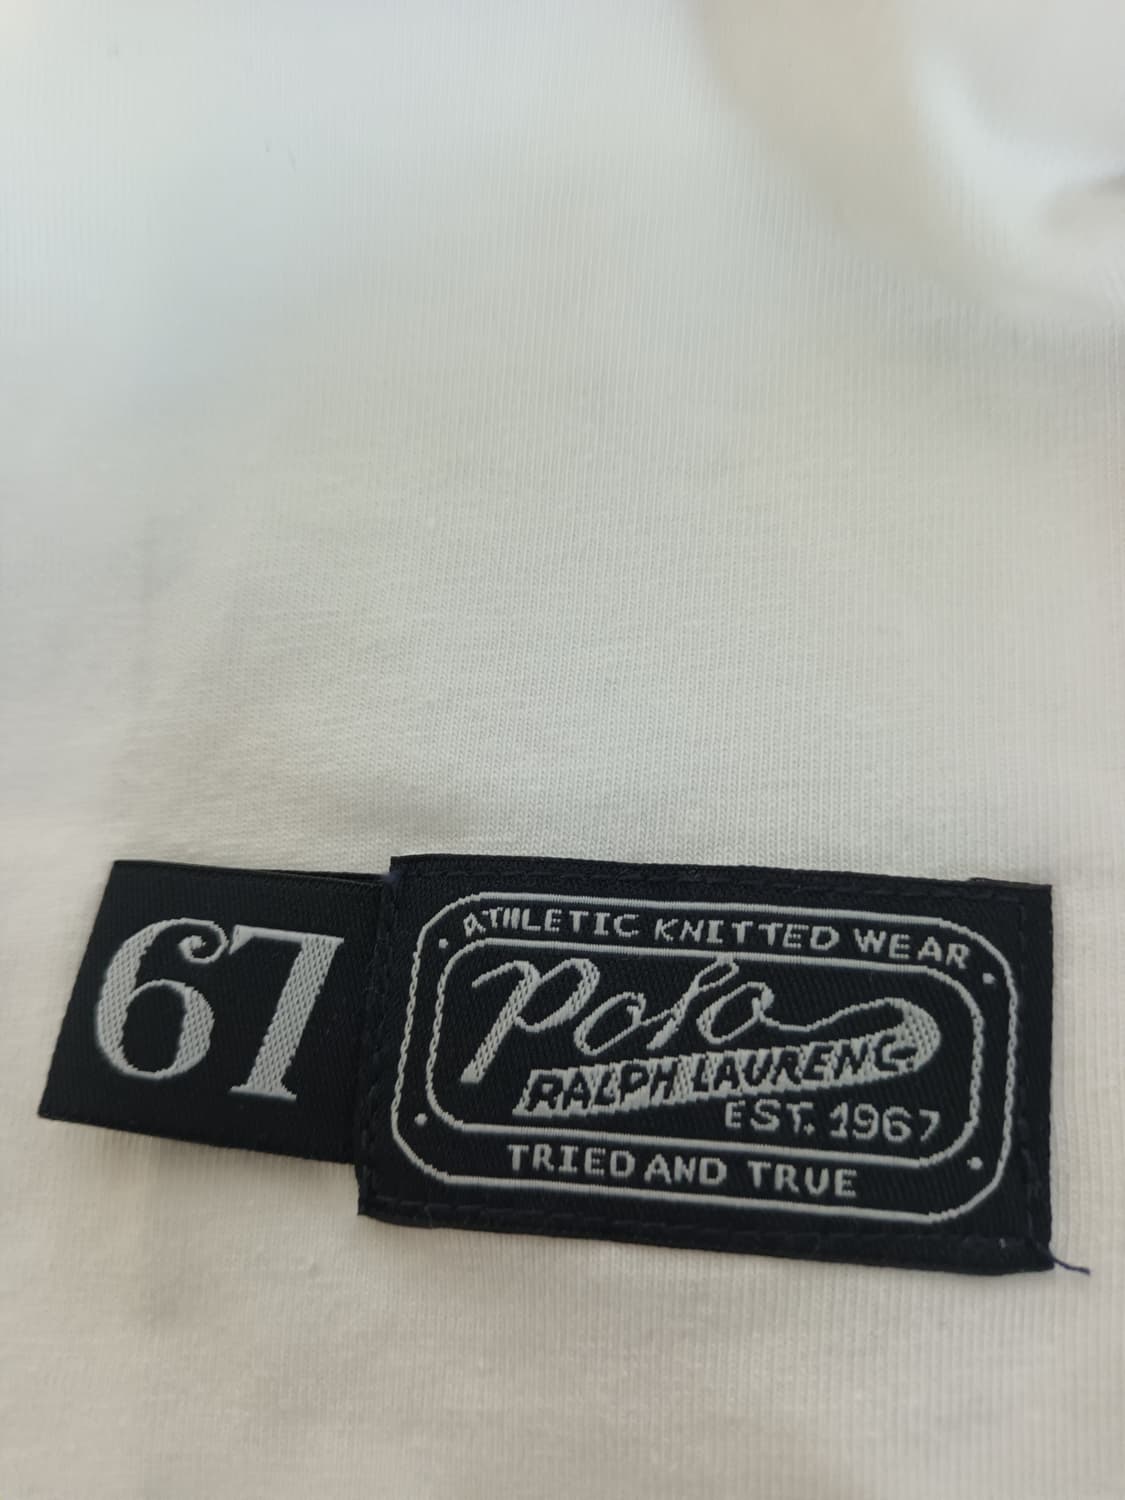 67
ATHLETIC KNITTED WEAR
Polo
RALPH LAUREN CO.
EST. 1967
TRIED AND TRUE